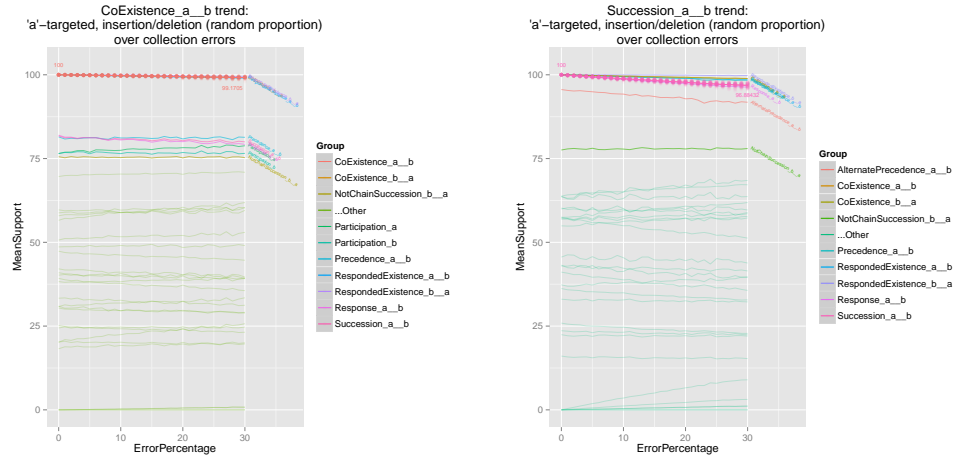 CoExistence_a__b trend:
'a'-targeted, insertion/deletion (random proportion)
over collection errors
100
99.1705
100
75
50
25
0
0
10
20
30
MeanSupport
ErrorPercentage
Group
CoExistence_a__b
CoExistence_b__a
NotChainSuccession_b__a
...Other
Participation_a
Participation_b
Precedence_a__b
RespondedExistence_a__b
RespondedExistence_b__a
Response_a__b
Succession_a__b
Succession_a__b trend:
'a'-targeted, insertion/deletion (random proportion)
over collection errors
100
100
75
50
25
0
0
10
20
30
MeanSupport
ErrorPercentage
Group
AlternatePrecedence_a__b
CoExistence_a__b
CoExistence_b__a
NotChainSuccession_b__a
...Other
Precedence_a__b
RespondedExistence_a__b
RespondedExistence_b__a
Response_a__b
Succession_a__b